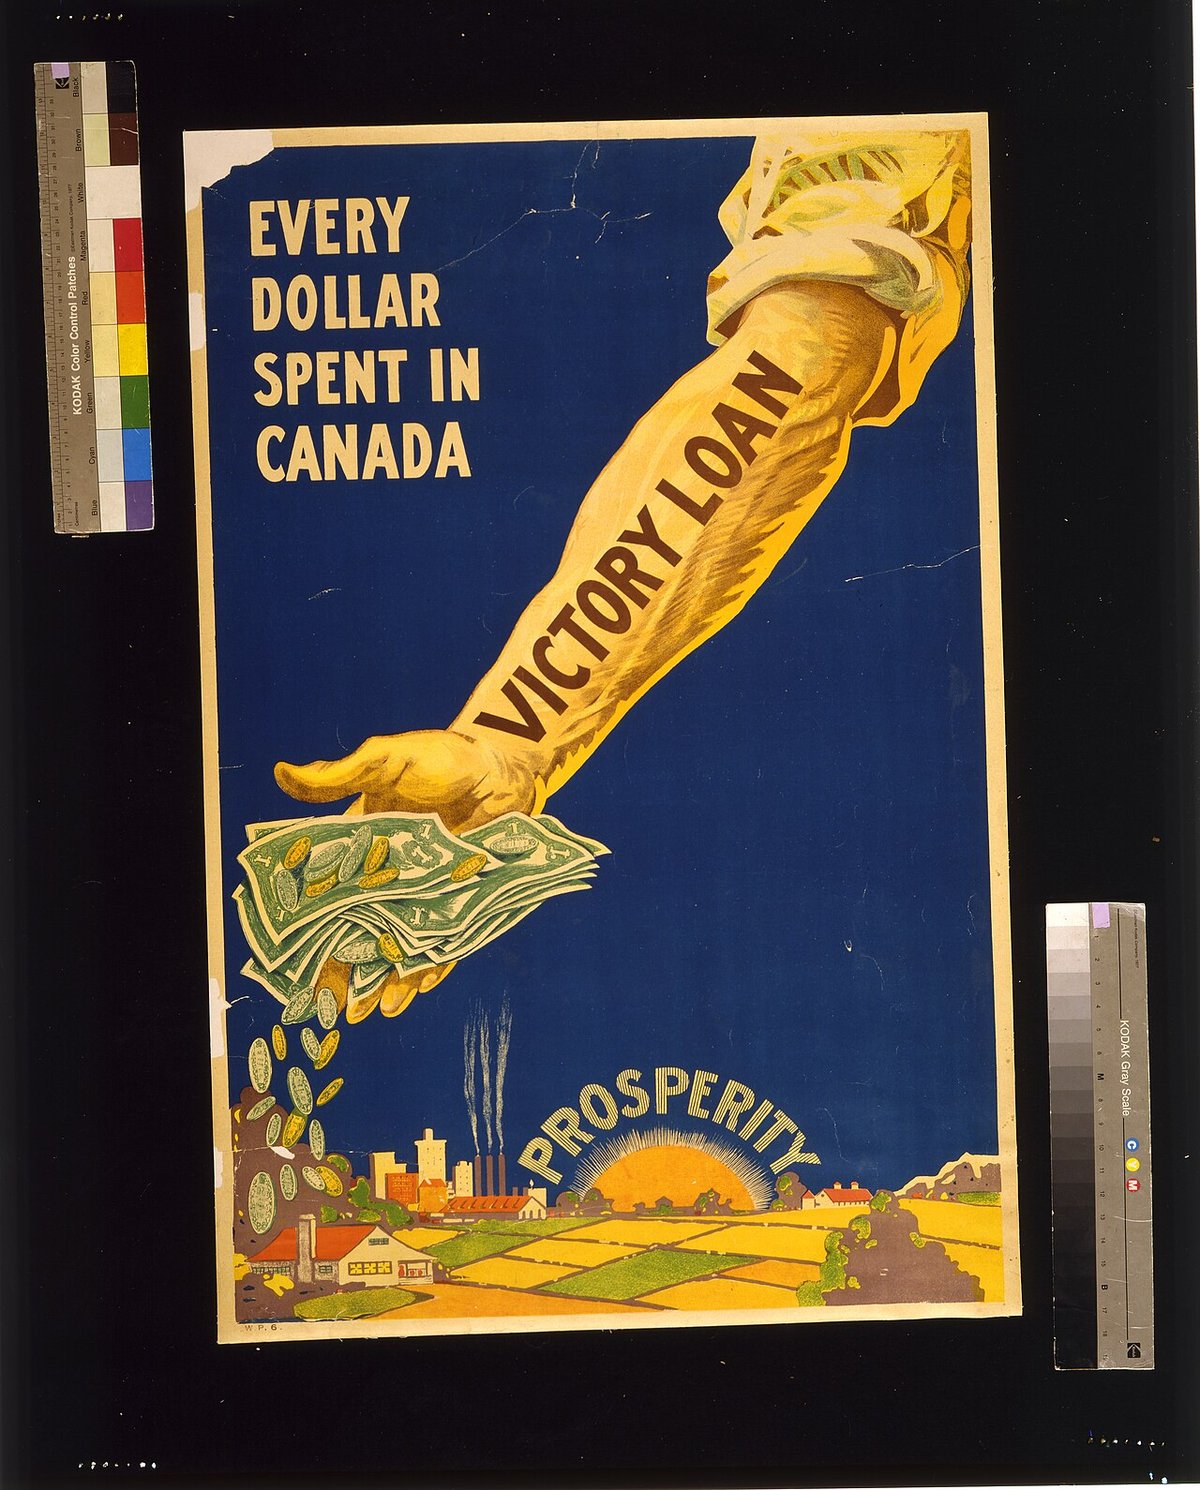 EVERY
DOLLAR
SPENT IN
CANADA
VICTORY LOAN
PROSPERITY
W.P. 6.
KODAK Color Control Patches
Black
Brown
White
Magenta
Red
Yellow
Green
Cyan
Blue
KODAK Gray Scale
C Y M
M
B